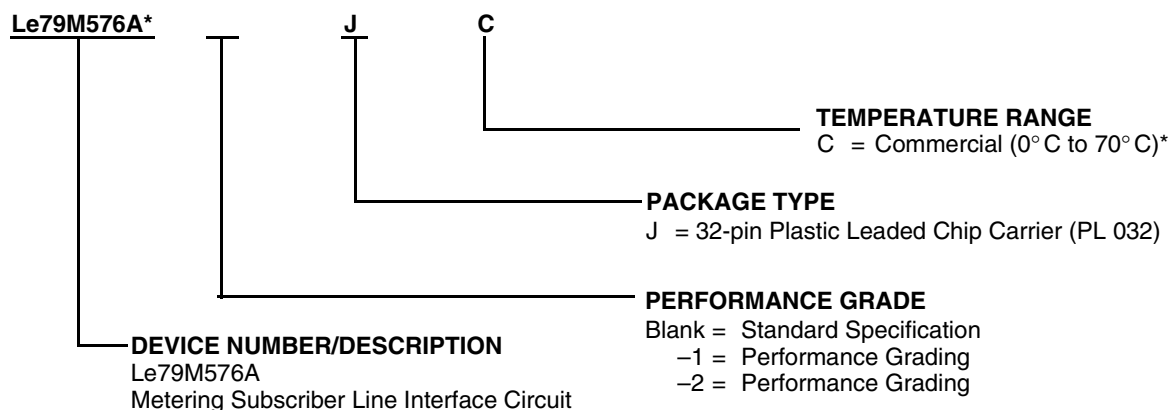 Le79M576A* J C
TEMPERATURE RANGE
C = Commercial (0° C to 70° C)*
PACKAGE TYPE
J = 32-pin Plastic Leaded Chip Carrier (PL 032)
PERFORMANCE GRADE
Blank = Standard Specification
–1 = Performance Grading
–2 = Performance Grading
DEVICE NUMBER/DESCRIPTION
Le79M576A
Metering Subscriber Line Interface Circuit